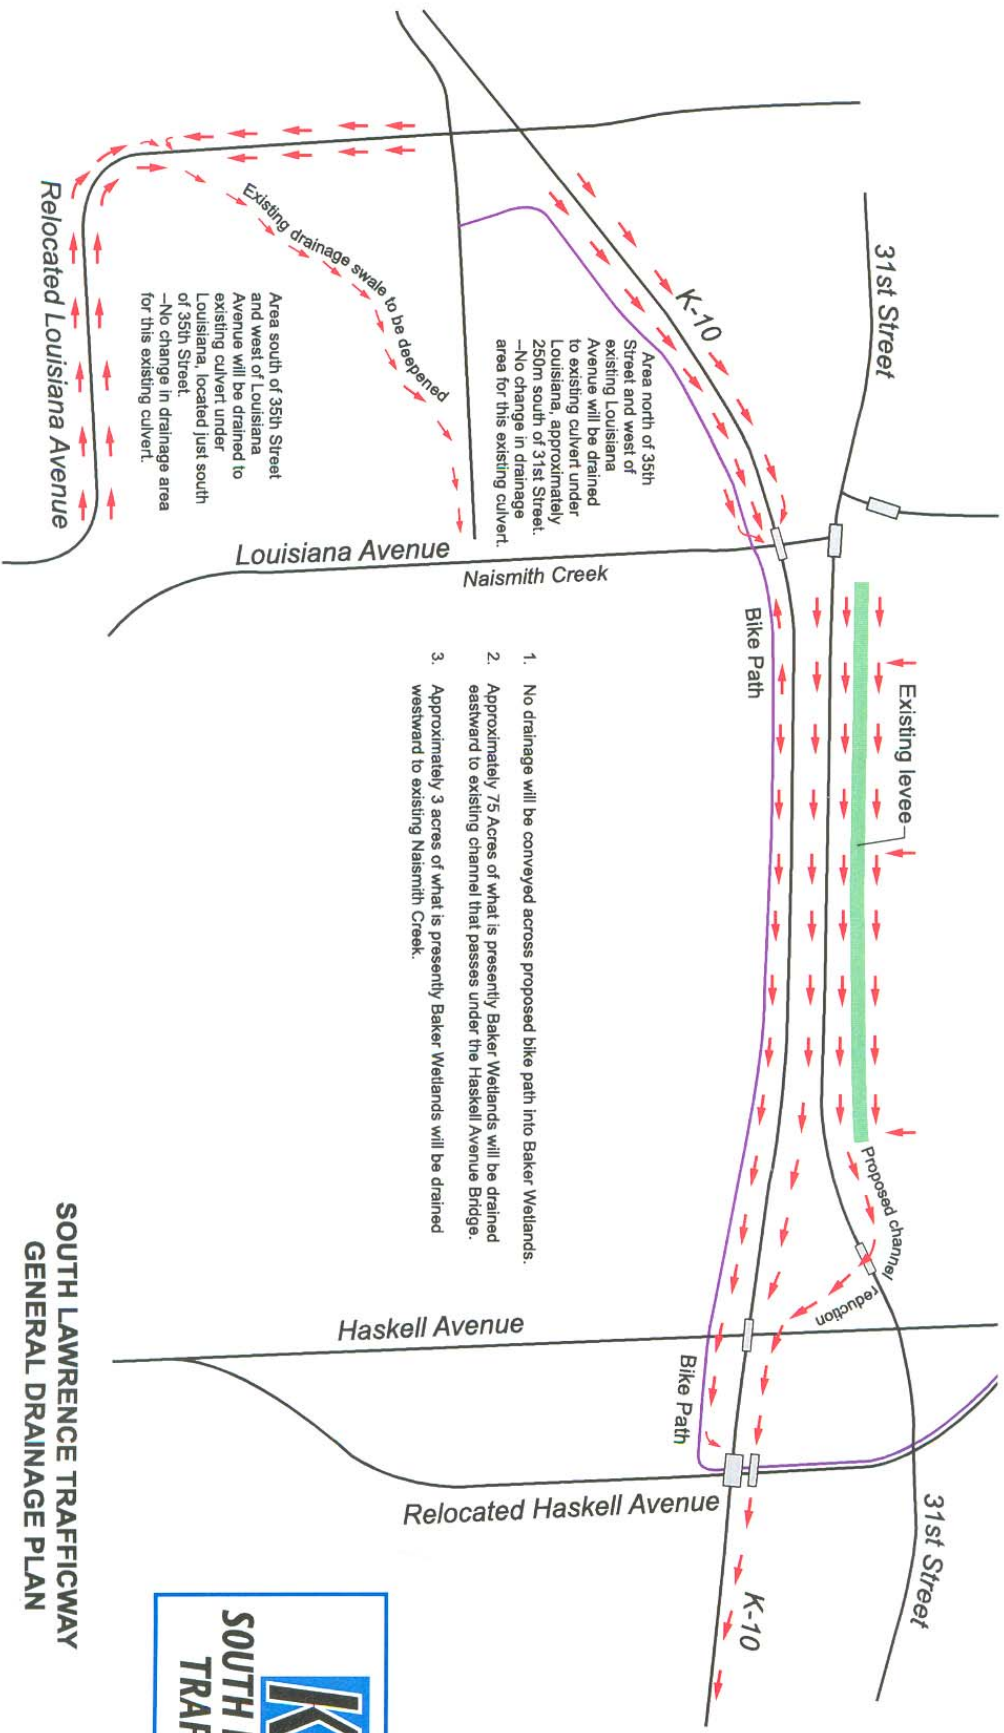 31st Street
K-10
Existing levee
Proposed channel
reduction
31st Street
K-10
Area north of 35th
Street and west of
existing Louisiana
Avenue will be drained
to existing culvert under
Louisiana, approximately
250m south of 31st Street.
–No change in drainage
area for this existing culvert.
Bike Path
Bike Path
Existing drainage swale to be deepened
Louisiana Avenue
Naismith Creek
Haskell Avenue
Relocated Haskell Avenue
1. No drainage will be conveyed across proposed bike path into Baker Wetlands.
2. Approximately 75 Acres of what is presently Baker Wetlands will be drained
eastward to existing channel that passes under the Haskell Avenue Bridge.
3. Approximately 3 acres of what is presently Baker Wetlands will be drained
westward to existing Naismith Creek.
Area south of 35th Street
and west of Louisiana
Avenue will be drained to
existing culvert under
Louisiana, located just south
of 35th Street.
–No change in drainage area
for this existing culvert.
Relocated Louisiana Avenue
SOUTH LAWRENCE TRAFFICWAY
GENERAL DRAINAGE PLAN
K
SOUTH
TRAF